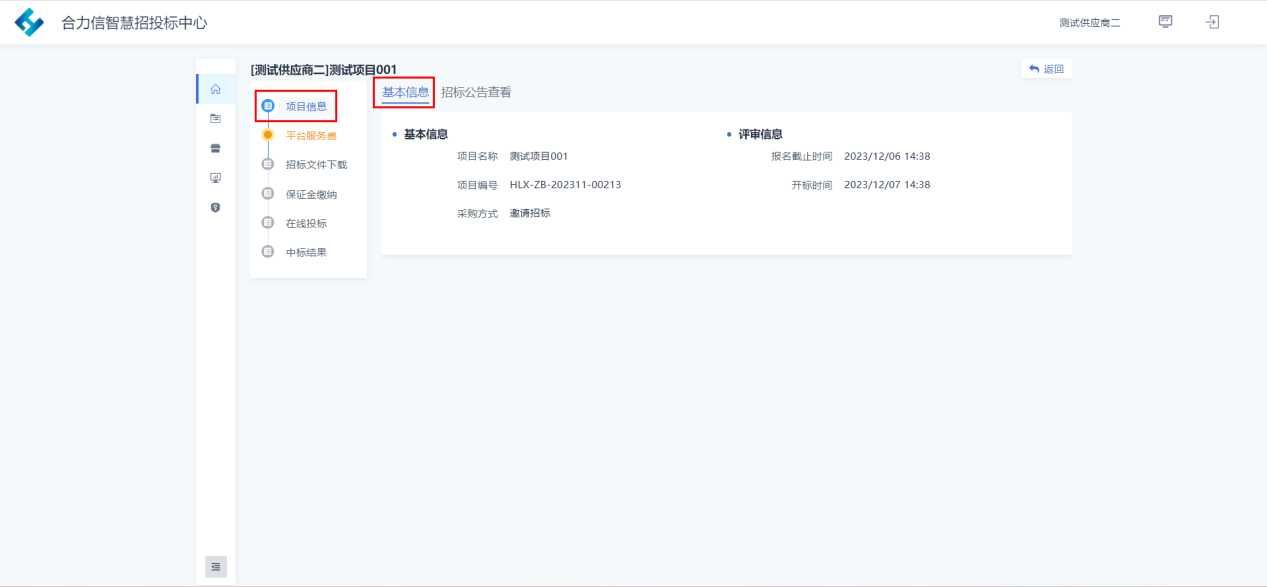 合力信智慧招投标中心
测试供应商二
[测试供应商二]测试项目001
返回
项目信息
平台服务费
招标文件下载
保证金缴纳
在线投标
中标结果
基本信息 招标公告查看
基本信息
项目名称 测试项目001
项目编号 HLX-ZB-202311-00213
采购方式 邀请招标
评审信息
报名截止时间 2023/12/06 14:38
开标时间 2023/12/07 14:38